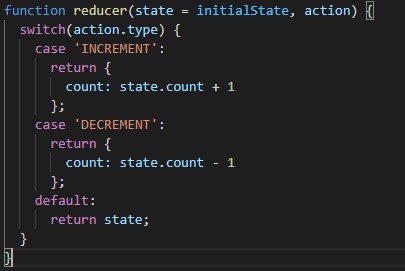 function reducer(state = initialState, action) {
  switch(action.type) {
    case 'INCREMENT':
      return {
        count: state.count + 1
      };
    case 'DECREMENT':
      return {
        count: state.count - 1
      };
    default:
      return state;
  }
}